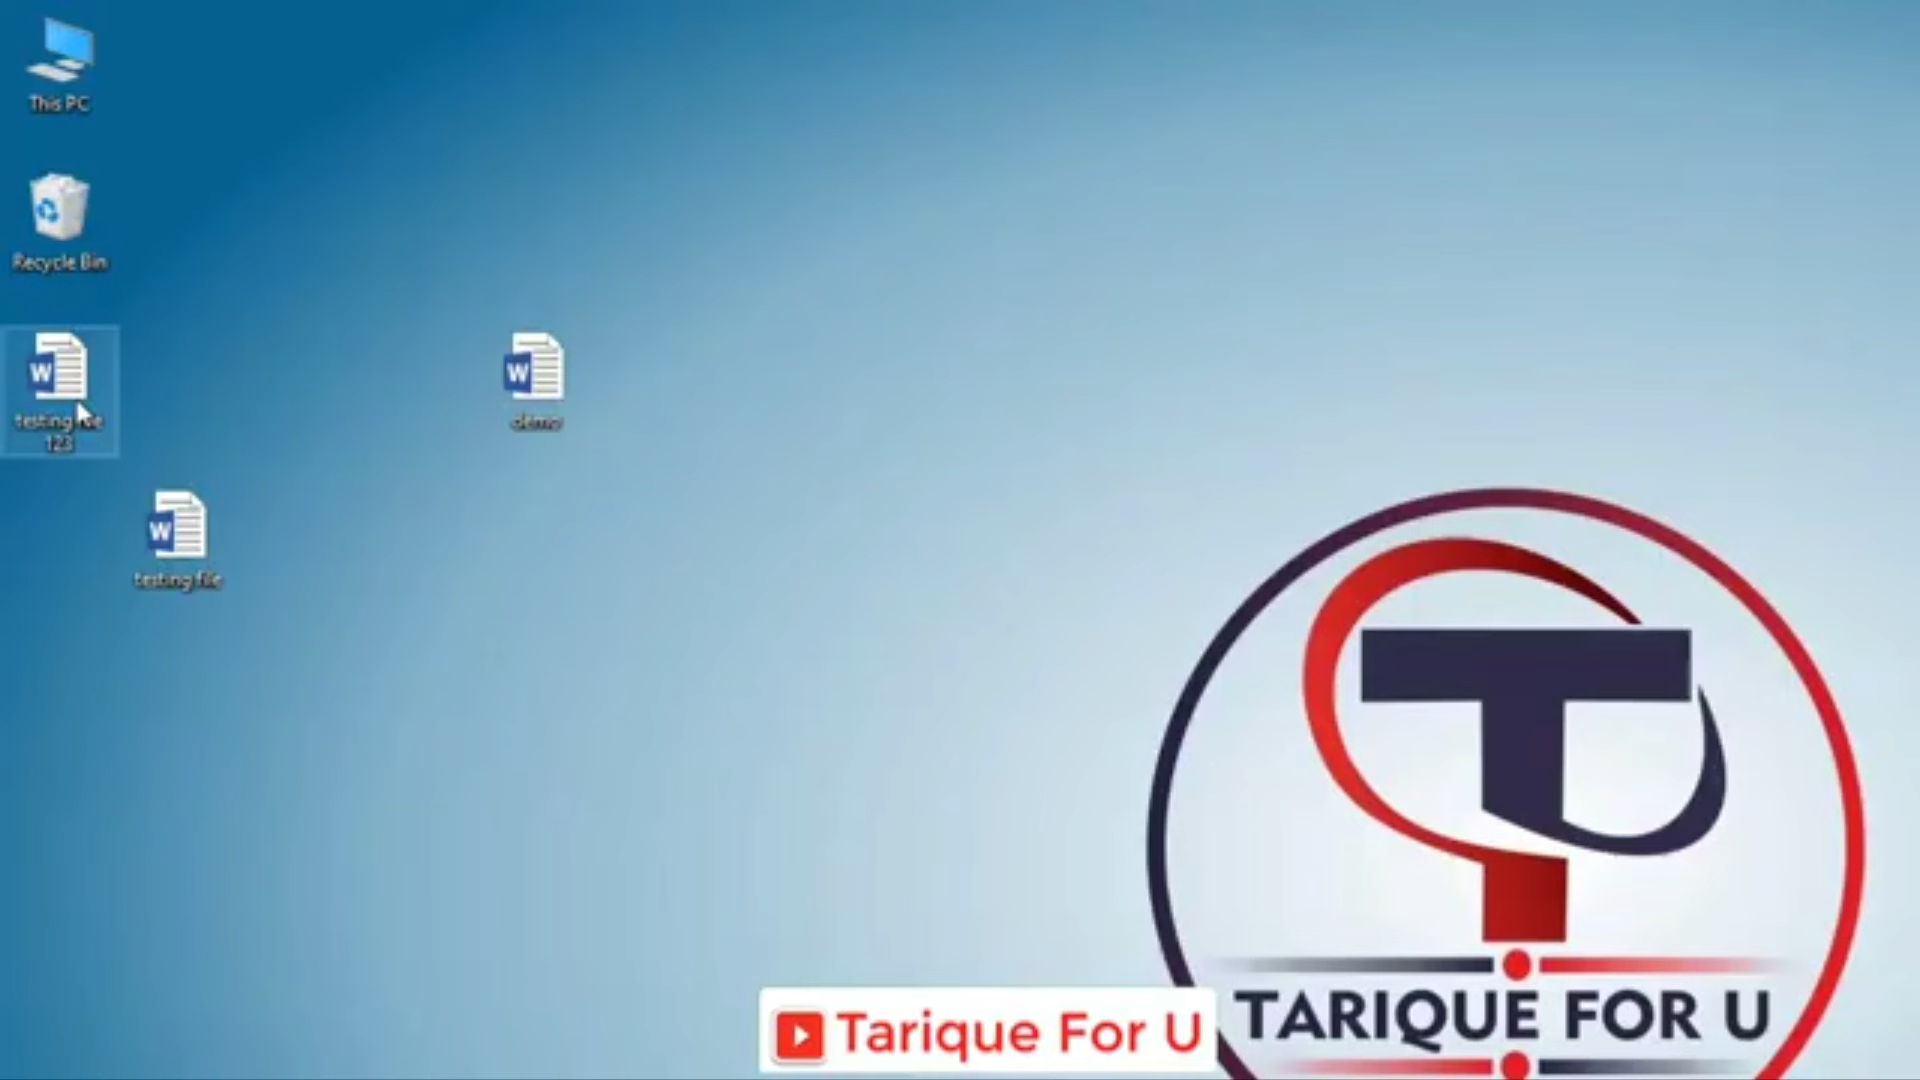 This PC
Recycle Bin
W
testing file
123
W
demo
W
testing file
Tarique For U
TARIQUE FOR U